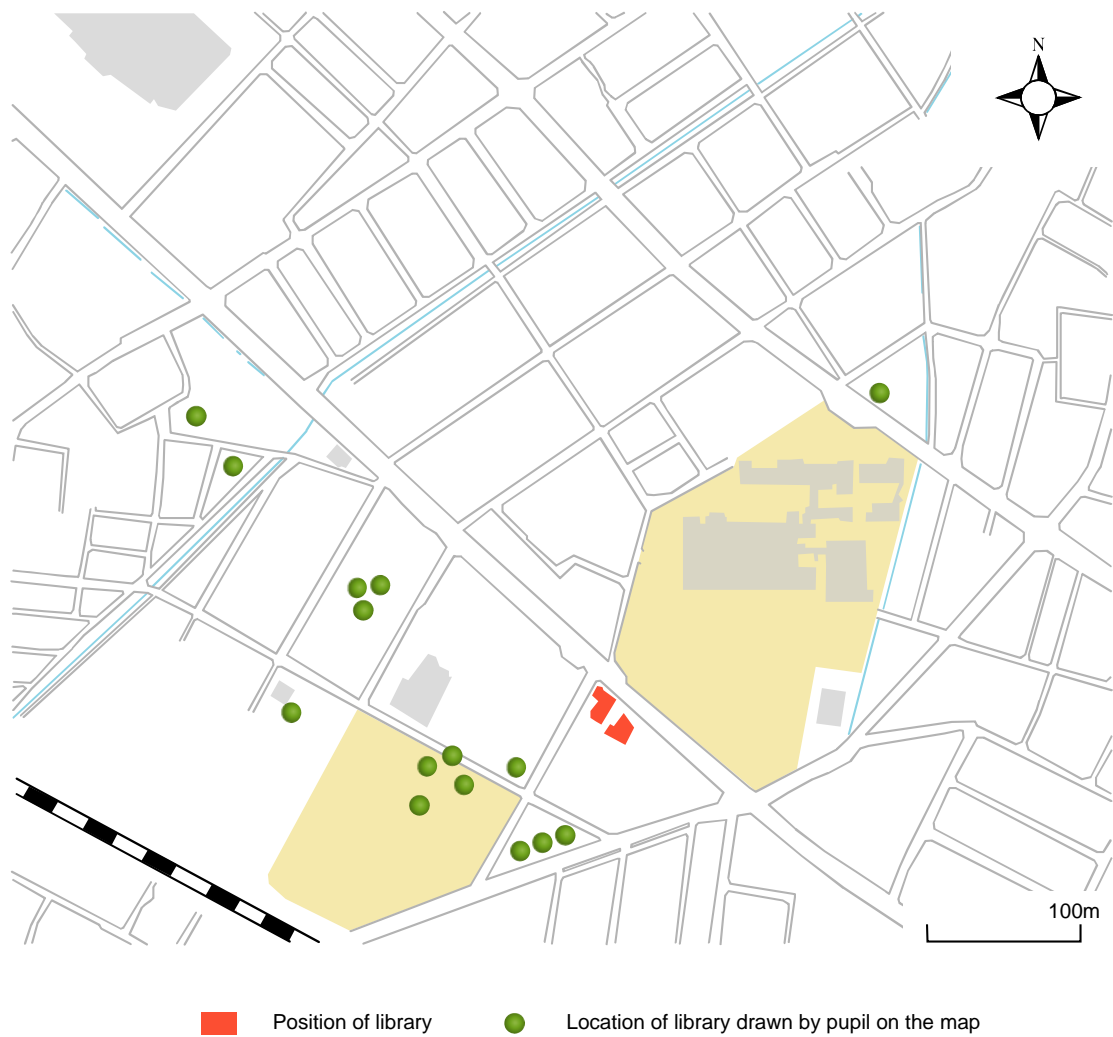 N
100m
Position of library
Location of library drawn by pupil on the map